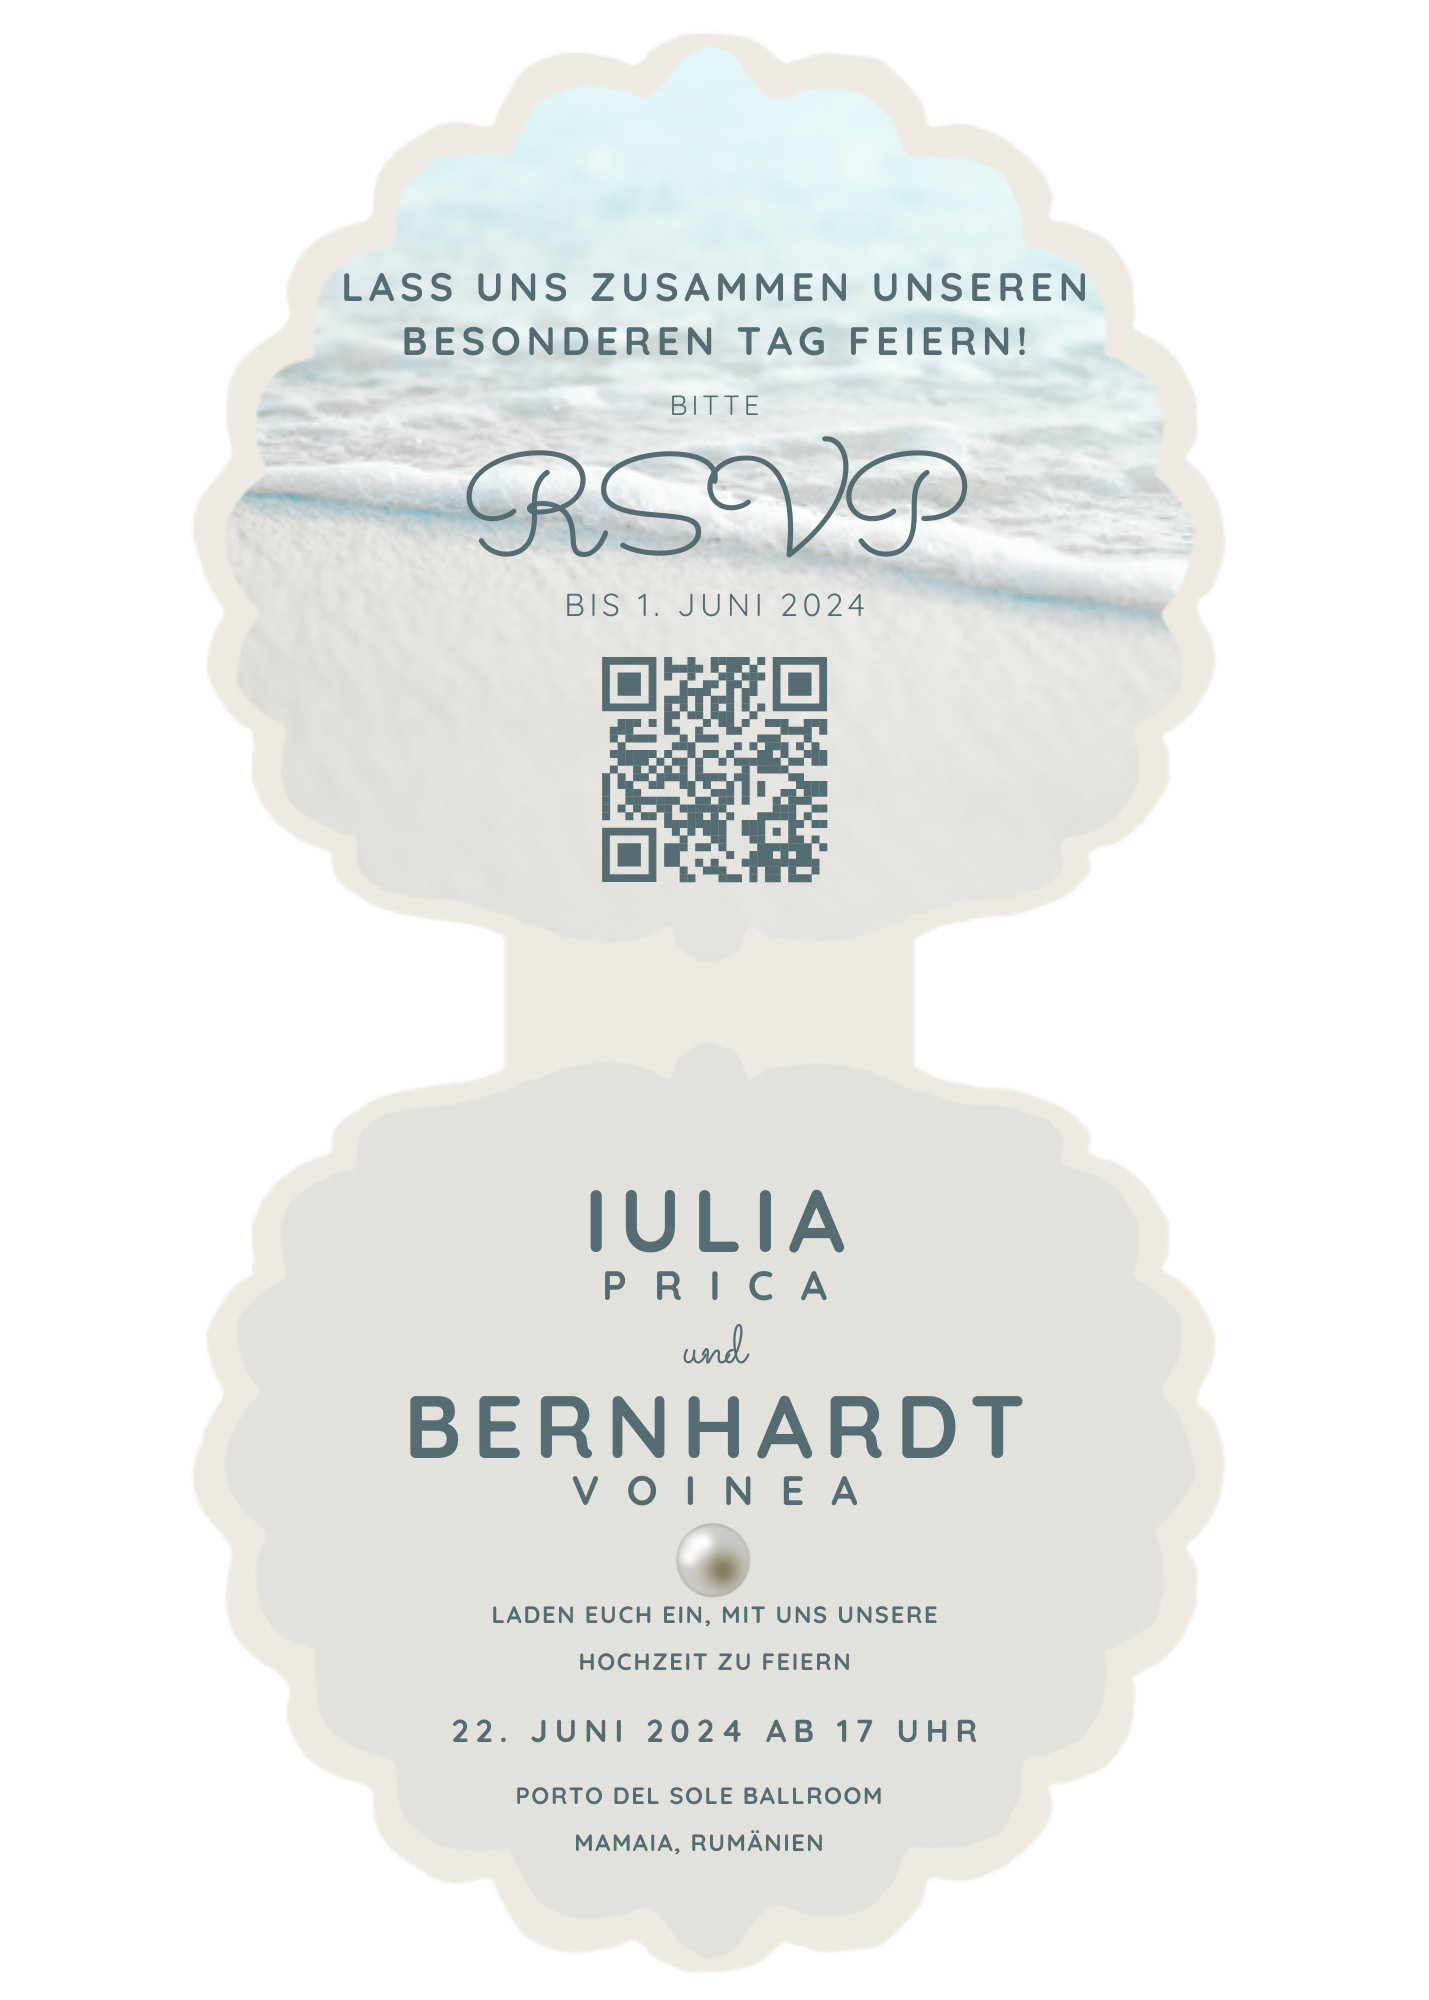 LASS UNS ZUSAMMEN UNSEREN
BESONDEREN TAG FEIERN!
BITTE
RSVP
BIS 1. JUNI 2024
IULIA
PRICA
und
BERNHARDT
VOINEA
LADEN EUCH EIN, MIT UNS UNSERE
HOCHZEIT ZU FEIERN
22. JUNI 2024 AB 17 UHR
PORTO DEL SOLE BALLROOM
MAMAIA, RUMÄNIEN